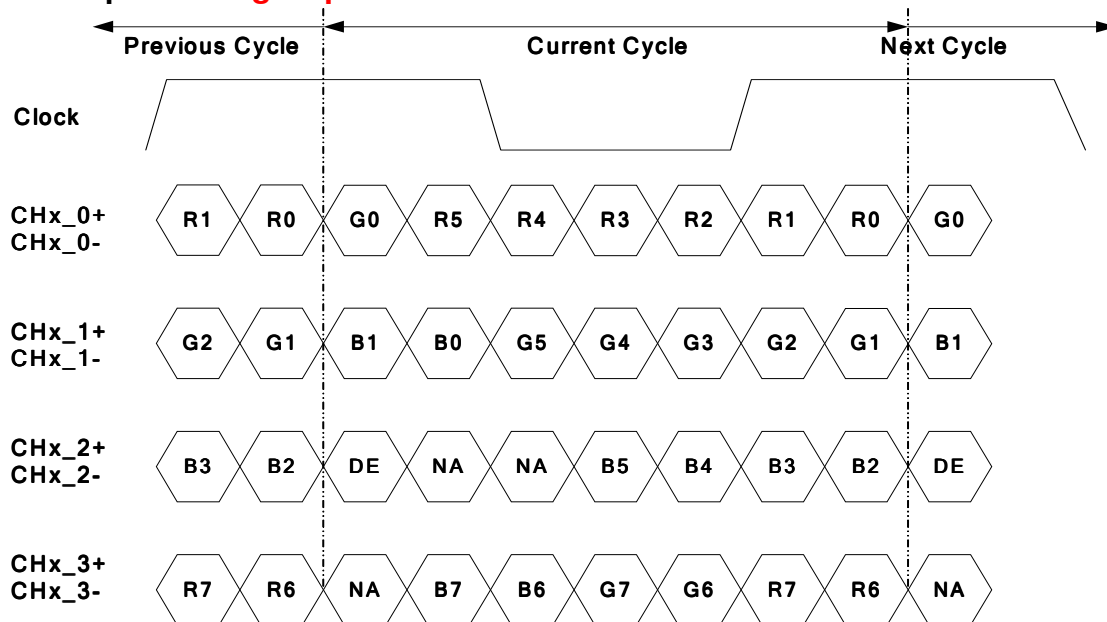 Previous Cycle Current Cycle Next Cycle
Clock
CHx_0+
CHx_0-
R1 R0 G0 R5 R4 R3 R2 R1 R0 G0
CHx_1+
CHx_1-
G2 G1 B1 B0 G5 G4 G3 G2 G1 B1
CHx_2+
CHx_2-
B3 B2 DE NA NA B5 B4 B3 B2 DE
CHx_3+
CHx_3-
R7 R6 NA B7 B6 G7 G6 R7 R6 NA